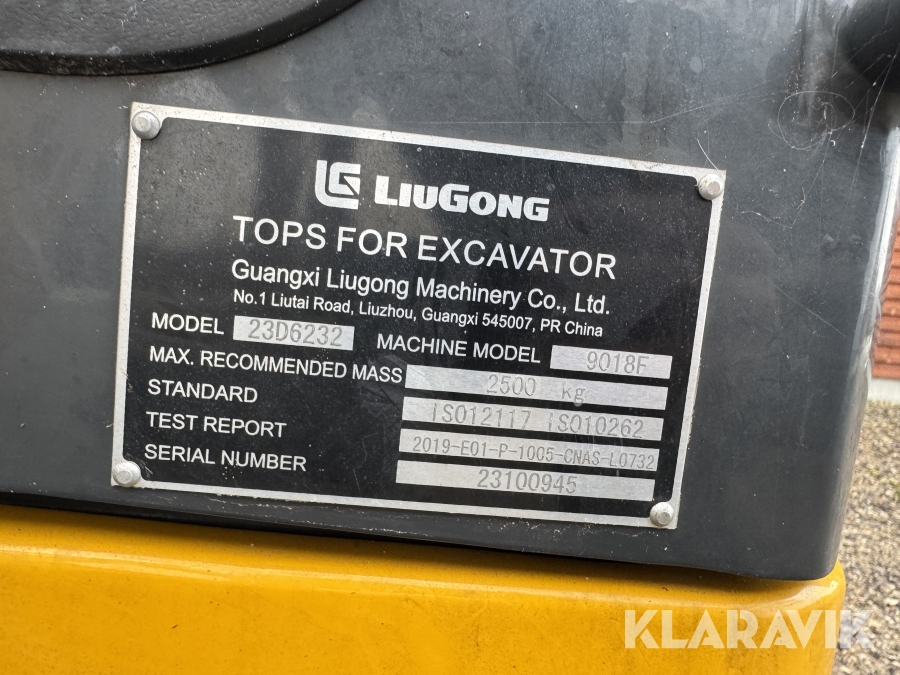 LG LIUGONG
TOPS FOR EXCAVATOR
Guangxi Liugong Machinery Co., Ltd.
No.1 Liutai Road, Liuzhou, Guangxi 545007, PR China
MODEL 23D6232 MACHINE MODEL 9018F
MAX. RECOMMENDED MASS 2500 kg
STANDARD ISO12117 ISO10262
TEST REPORT 2019-E01-P-1005-CNAS-L0732
SERIAL NUMBER 23100945
KLARAVIK